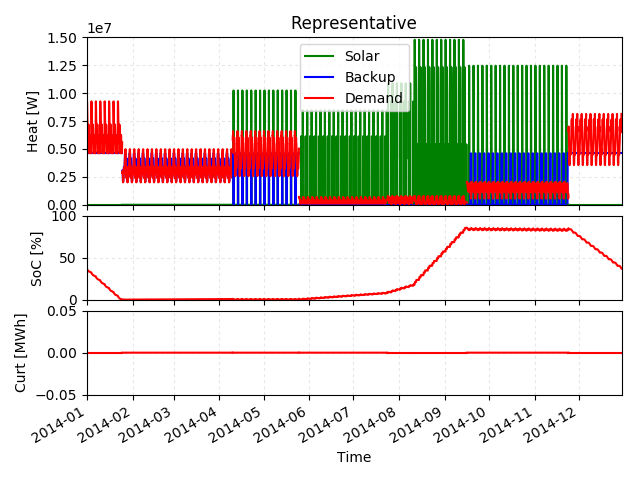 Representative
1e7
1.50
1.25
1.00
0.75
0.50
0.25
0.00
Heat [W]
Solar
Backup
Demand
100
50
0
SoC [%]
0.05
0.00
−0.05
Curt [MWh]
2014-01
2014-02
2014-03
2014-04
2014-05
2014-06
2014-07
2014-08
2014-09
2014-10
2014-11
2014-12
Time